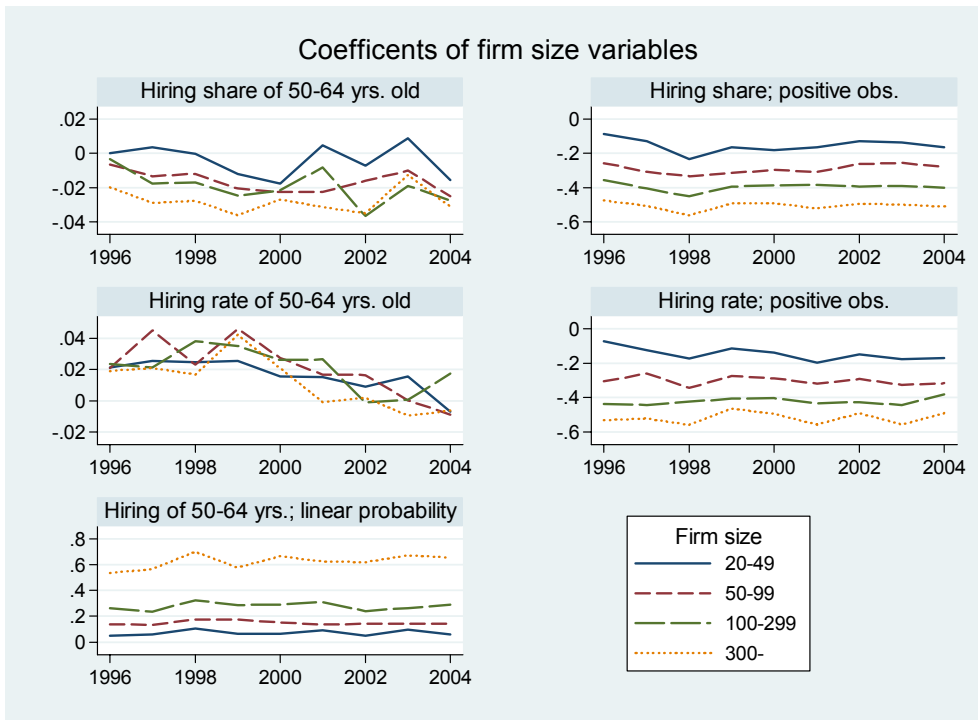 Coefficents of firm size variables
Hiring share of 50-64 yrs. old
.02
0
-.02
-.04
1996 1998 2000 2002 2004
Hiring share; positive obs.
0
-.2
-.4
-.6
1996 1998 2000 2002 2004
Hiring rate of 50-64 yrs. old
.04
.02
0
-.02
1996 1998 2000 2002 2004
Hiring rate; positive obs.
0
-.2
-.4
-.6
1996 1998 2000 2002 2004
Hiring of 50-64 yrs.; linear probability
.8
.6
.4
.2
0
1996 1998 2000 2002 2004
Firm size
20-49
50-99
100-299
300-